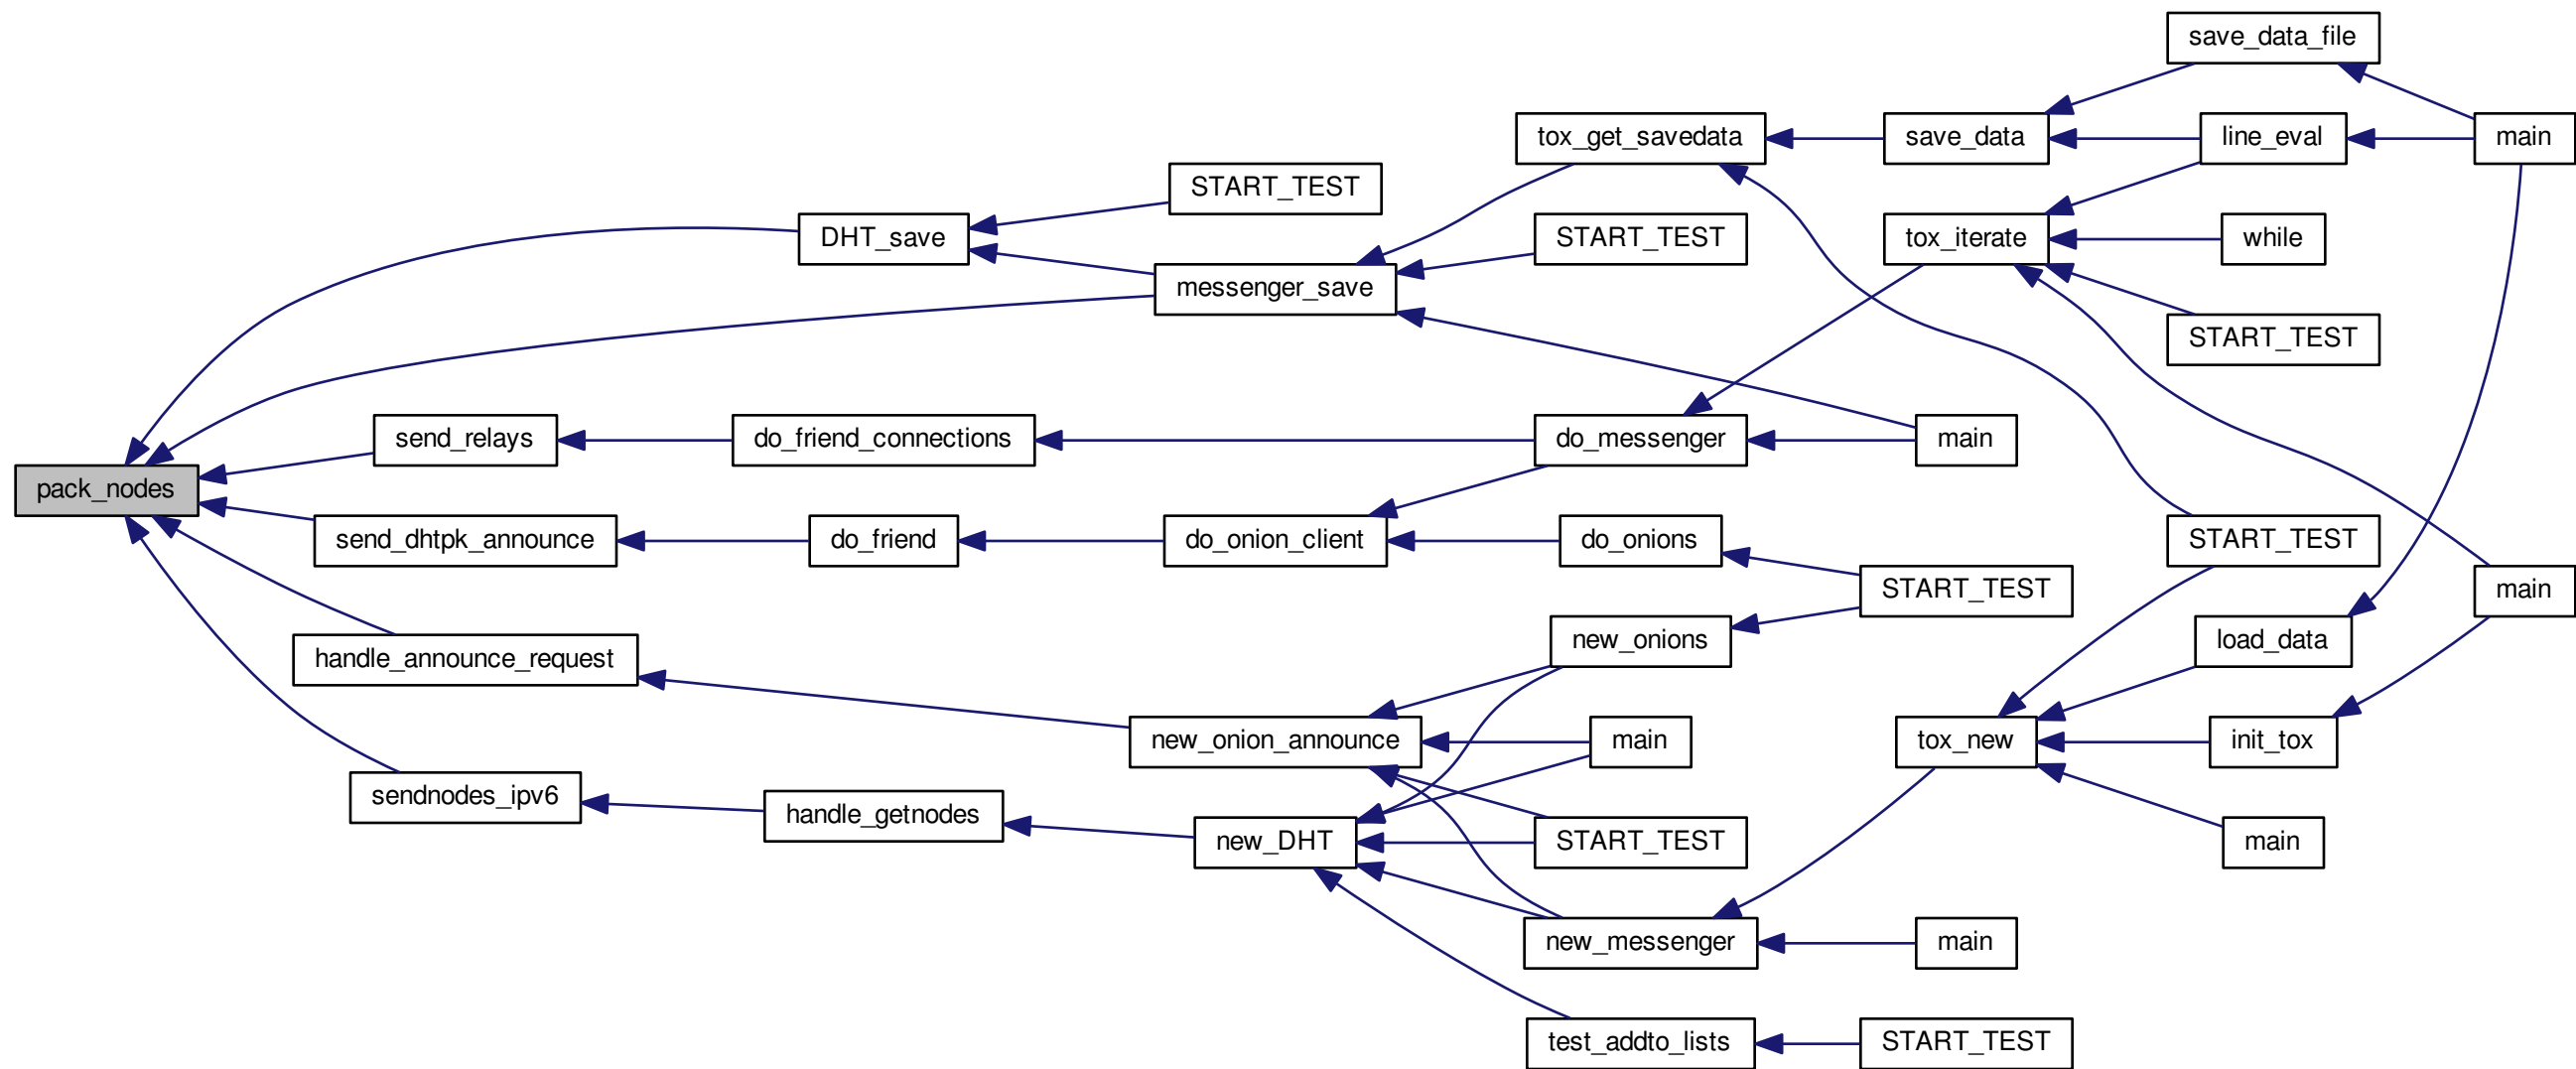 save_data_file
tox_get_savedata
save_data
line_eval
main
START_TEST
DHT_save
START_TEST
tox_iterate
while
messenger_save
START_TEST
send_relays
do_friend_connections
do_messenger
main
pack_nodes
send_dhtpk_announce
do_friend
do_onion_client
do_onions
START_TEST
START_TEST
main
handle_announce_request
new_onions
load_data
new_onion_announce
main
tox_new
init_tox
sendnodes_ipv6
handle_getnodes
new_DHT
START_TEST
main
new_messenger
main
test_addto_lists
START_TEST